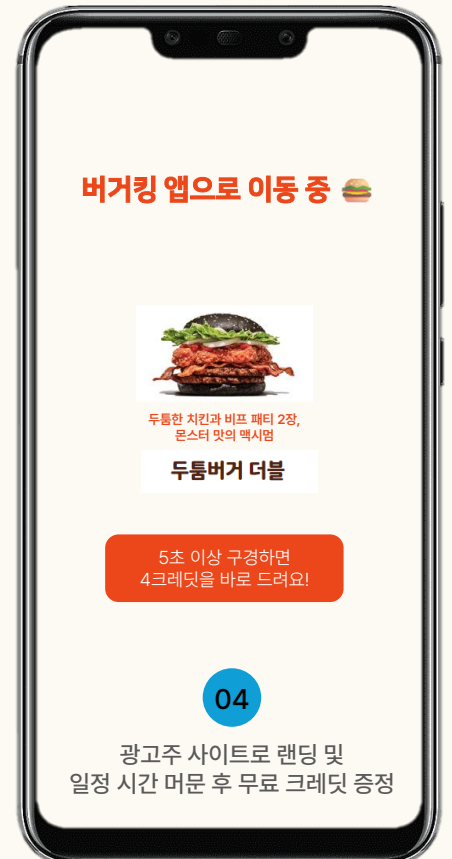 버거킹 앱으로 이동 중 🍔
두툼한 치킨과 비프 패티 2장,
몬스터 맛의 맥시멈
두툼버거 더블
5초 이상 구경하면
4크레딧을 바로 드려요!
04
광고주 사이트로 랜딩 및
일정 시간 머문 후 무료 크레딧 증정